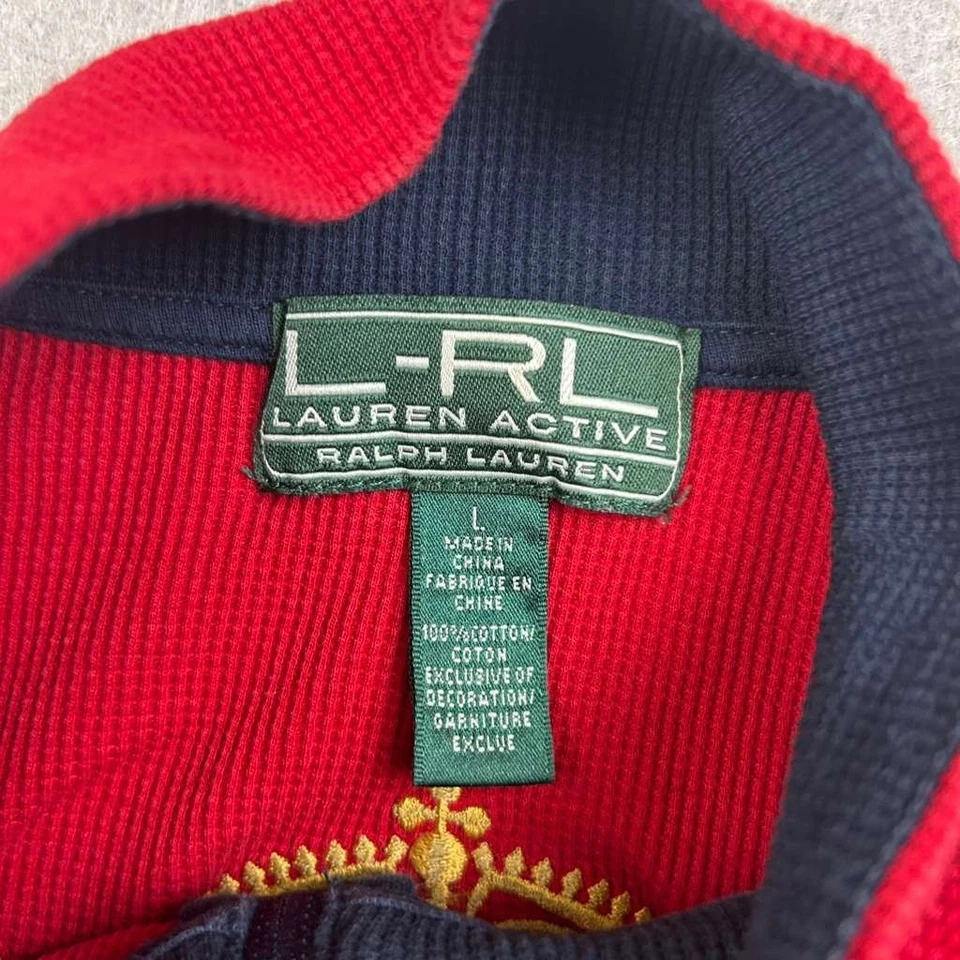 L-RL
LAUREN ACTIVE
RALPH LAUREN
L
MADE IN
CHINA
FABRIQUE EN
CHINE
100% COTTON/
COTON
EXCLUSIVE OF
DECORATION/
GARNITURE
EXCLUE